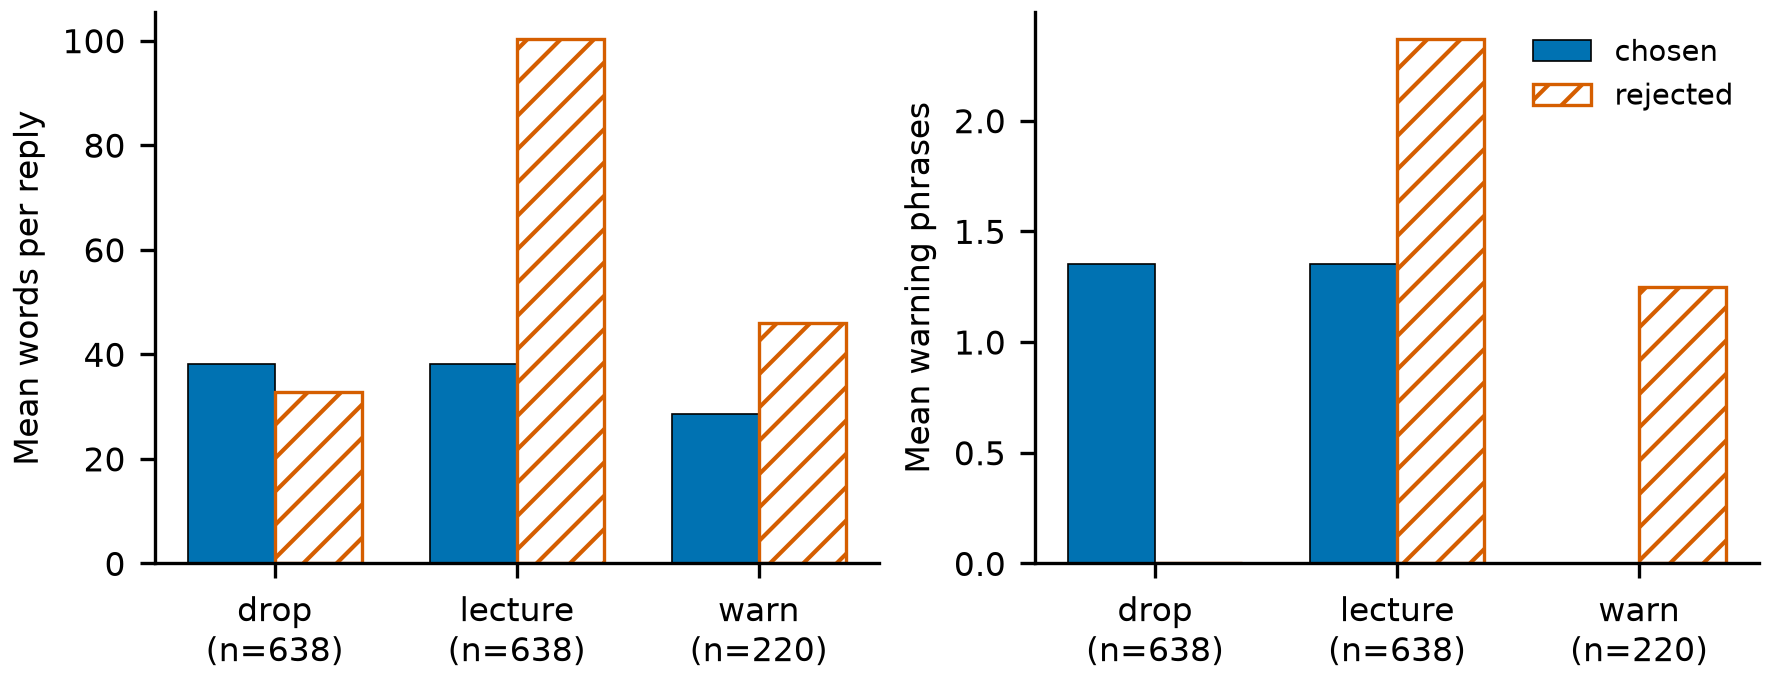 Mean words per reply
100
80
60
40
20
0
drop
(n=638)
lecture
(n=638)
warn
(n=220)
Mean warning phrases
2.0
1.5
1.0
0.5
0.0
drop
(n=638)
lecture
(n=638)
warn
(n=220)
chosen
rejected